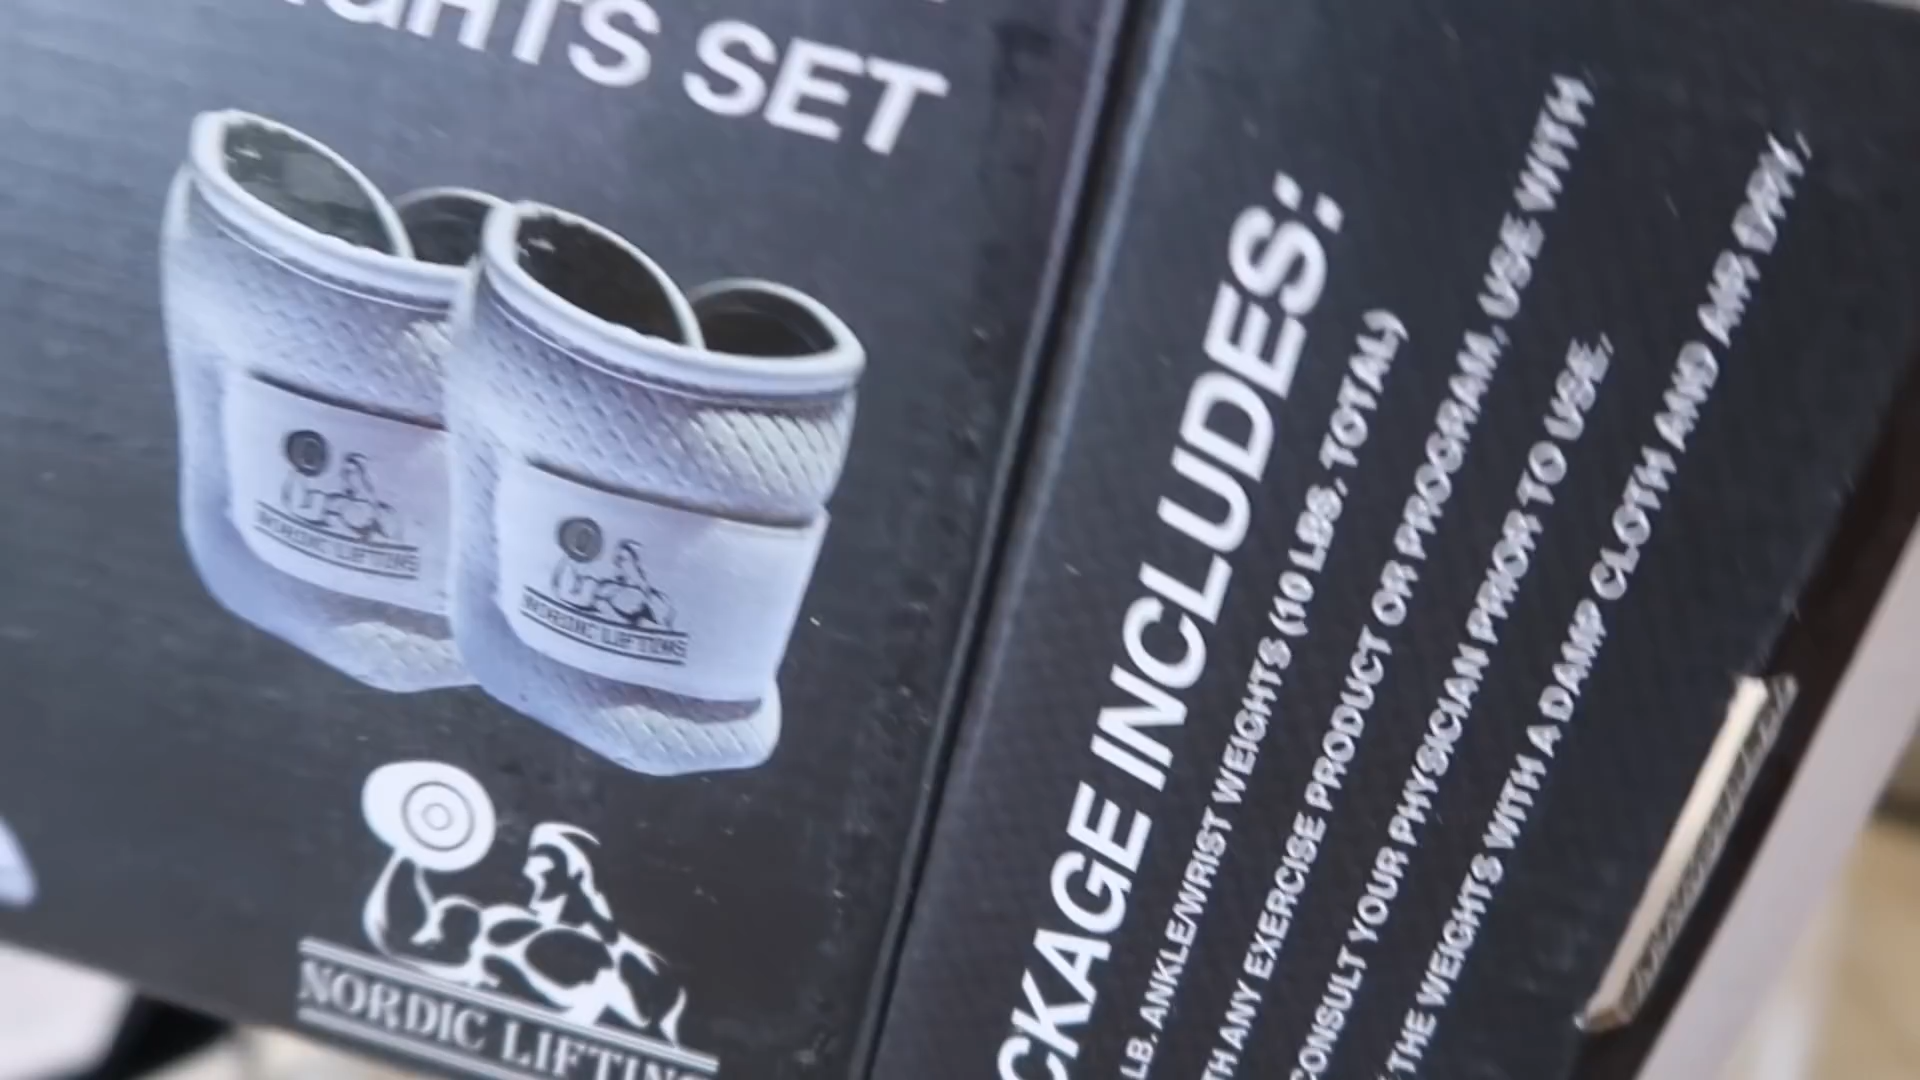 GHTS SET
NORDIC LIFTING
NORDIC LIFTING
NORDIC LIFTIN
CKAGE INCLUDES:
LB. ANKLE/WRIST WEIGHTS (10 LBS. TOTAL)
TH ANY EXERCISE PRODUCT OR PROGRAM, USE WITH
CONSULT YOUR PHYSICIAN PRIOR TO USE.
THE WEIGHTS WITH A DAMP CLOTH AND AIR DRY.